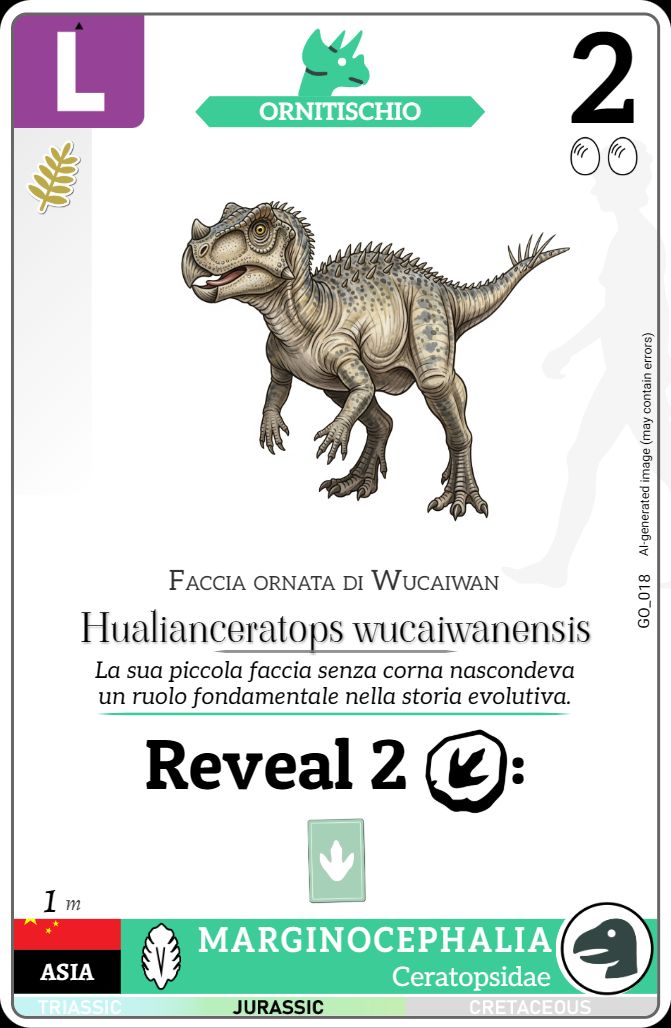 L
ORNITISCHIO
2
AI-generated image (may contain errors)
GO_018
Faccia ornata di Wucaiwan
Hualianceratops wucaiwanensis
La sua piccola faccia senza corna nascondeva
un ruolo fondamentale nella storia evolutiva.
Reveal 2 :
1 m
ASIA
MARGINOCEPHALIA
Ceratopsidae
TRIASSIC JURASSIC CRETACEOUS